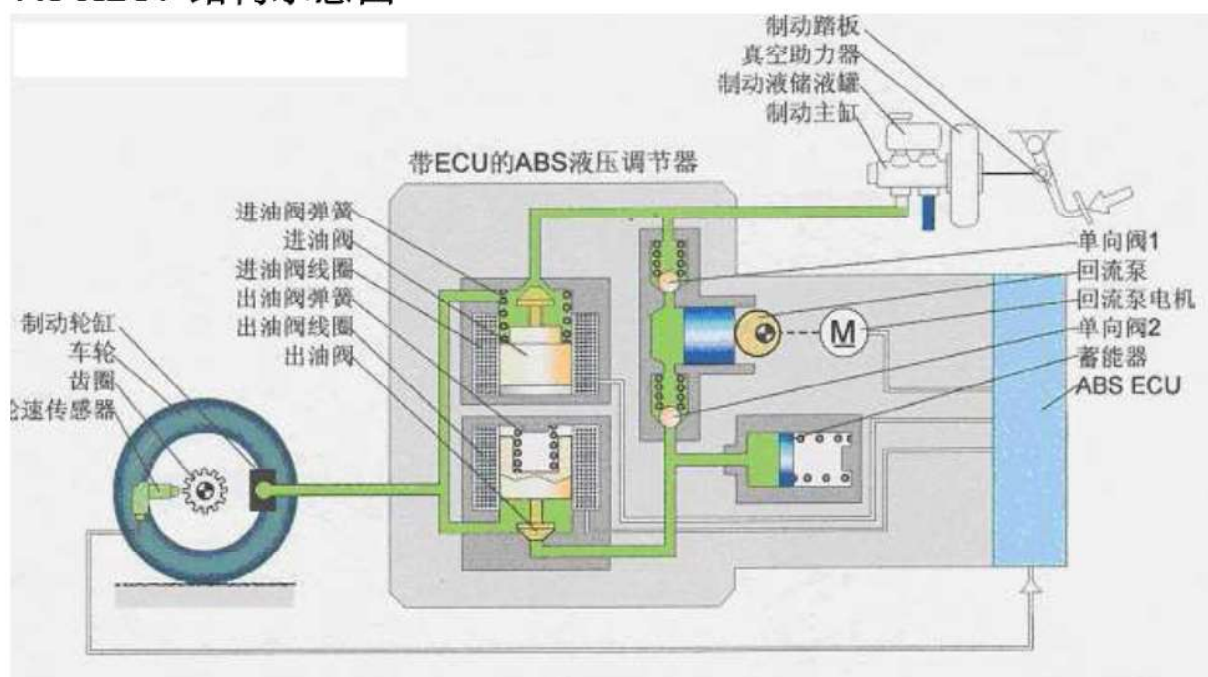 制动踏板
真空助力器
制动液储液罐
制动主缸
带ECU的ABS液压调节器
进油阀弹簧
进油阀
进油阀线圈
出油阀弹簧
出油阀线圈
出油阀
制动轮缸
车轮
齿圈
轮速传感器
单向阀1
回流泵
回流泵电机
单向阀2
蓄能器
ABS ECU
M